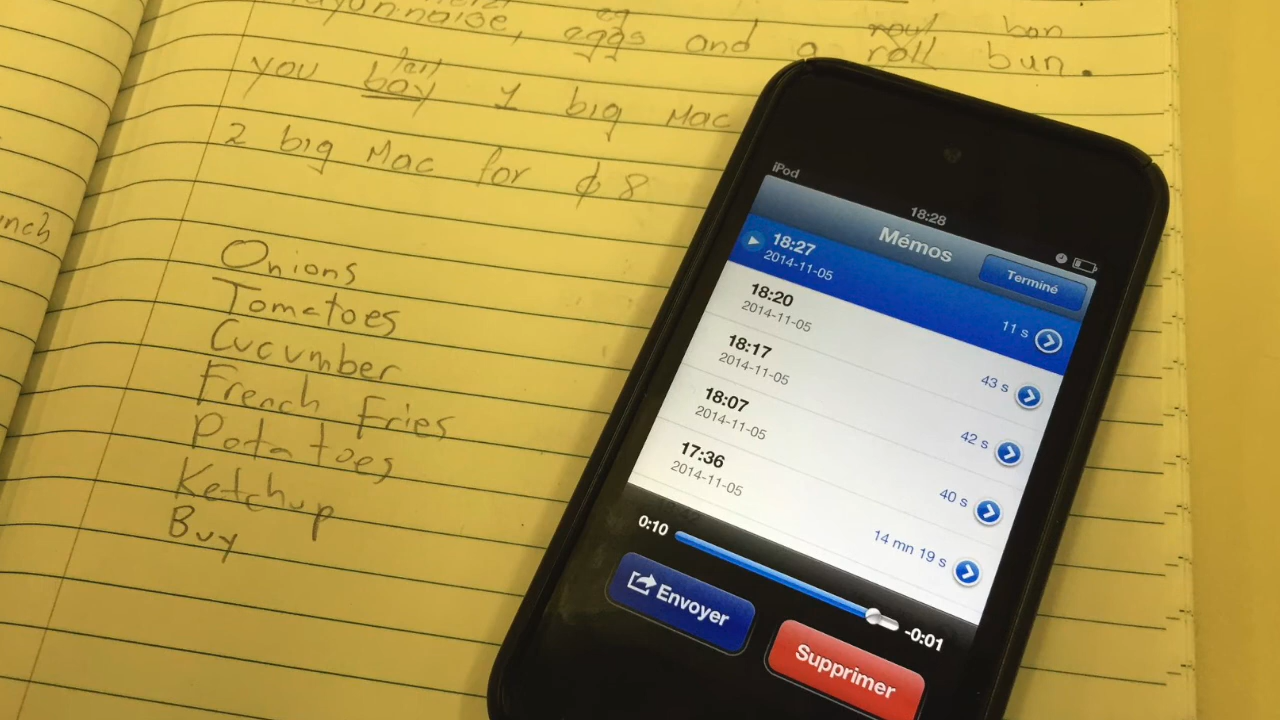 mayonnaise, eggs and a roll bun.
you buy 1 big Mac
2 big Mac for $ 8
Onions
Tomatoes
Cucumber
French Fries
Potatoes
Ketchup
Buy
iPod
18:28
Mémos
Terminé
18:27
2014-11-05
11 s
18:20
2014-11-05
43 s
18:17
2014-11-05
42 s
18:07
2014-11-05
40 s
17:36
2014-11-05
14 mn 19 s
0:10
-0:01
Envoyer
Supprimer